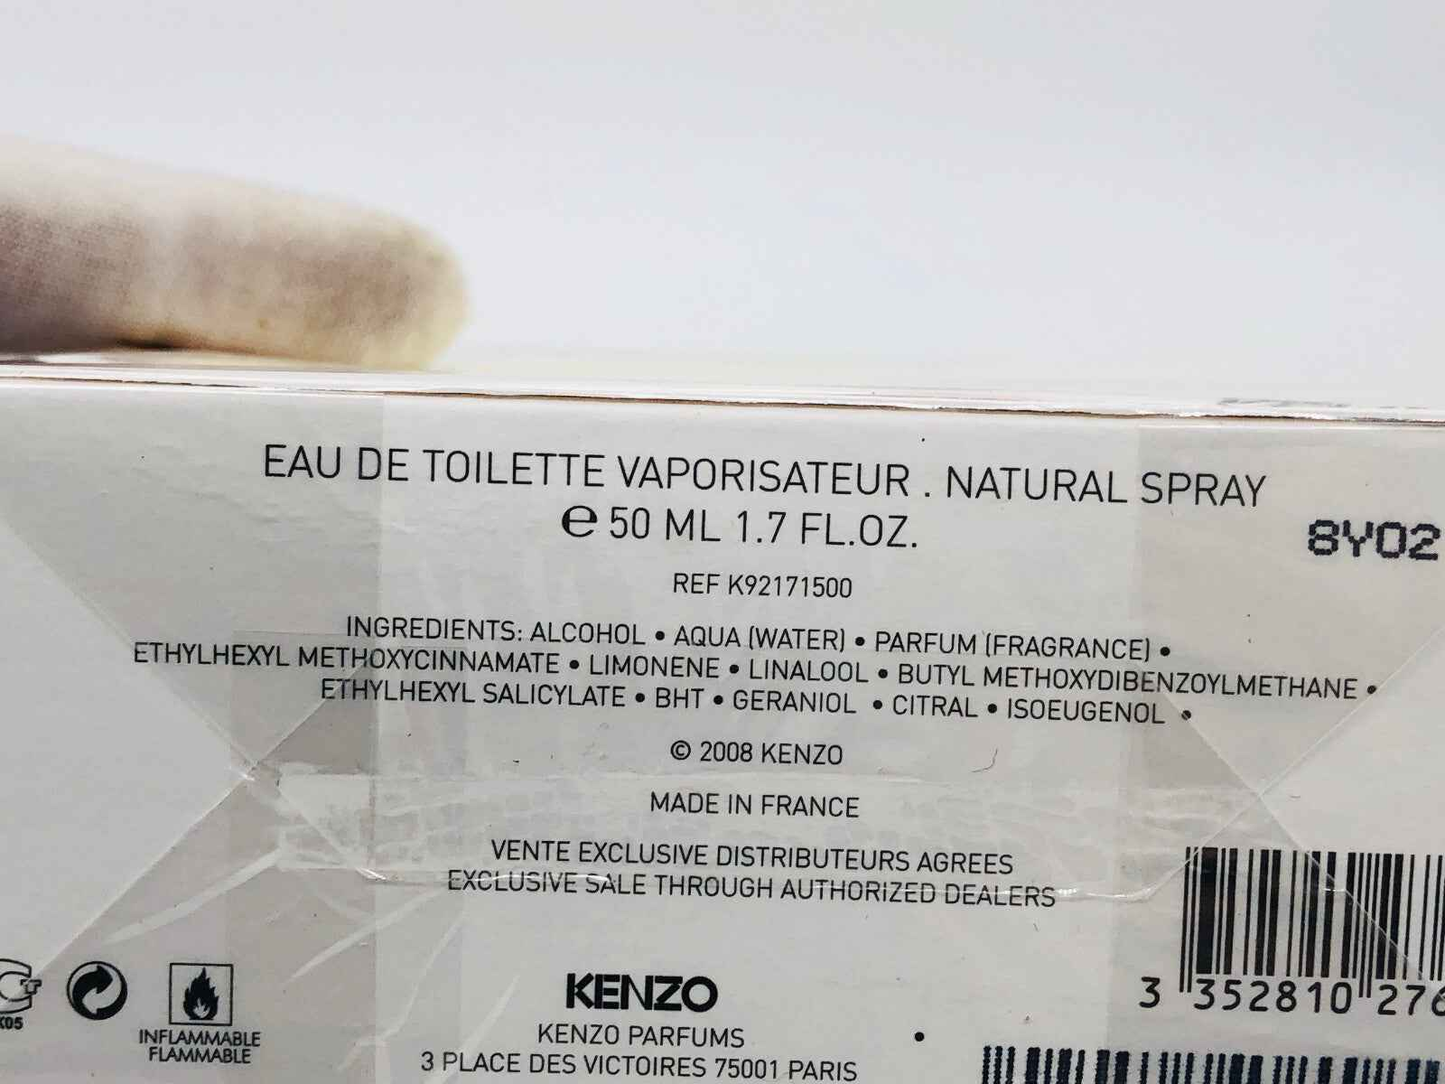 EAU DE TOILETTE VAPORISATEUR . NATURAL SPRAY
℮ 50 ML 1.7 FL.OZ.
8Y02
REF K92171500
INGREDIENTS: ALCOHOL • AQUA (WATER) • PARFUM (FRAGRANCE) •
ETHYLHEXYL METHOXYCINNAMATE • LIMONENE • LINALOOL • BUTYL METHOXYDIBENZOYLMETHANE •
ETHYLHEXYL SALICYLATE • BHT • GERANIOL • CITRAL • ISOEUGENOL •
© 2008 KENZO
MADE IN FRANCE
VENTE EXCLUSIVE DISTRIBUTEURS AGREES
EXCLUSIVE SALE THROUGH AUTHORIZED DEALERS
3 352810 276
INFLAMMABLE
FLAMMABLE
KENZO
KENZO PARFUMS
3 PLACE DES VICTOIRES 75001 PARIS